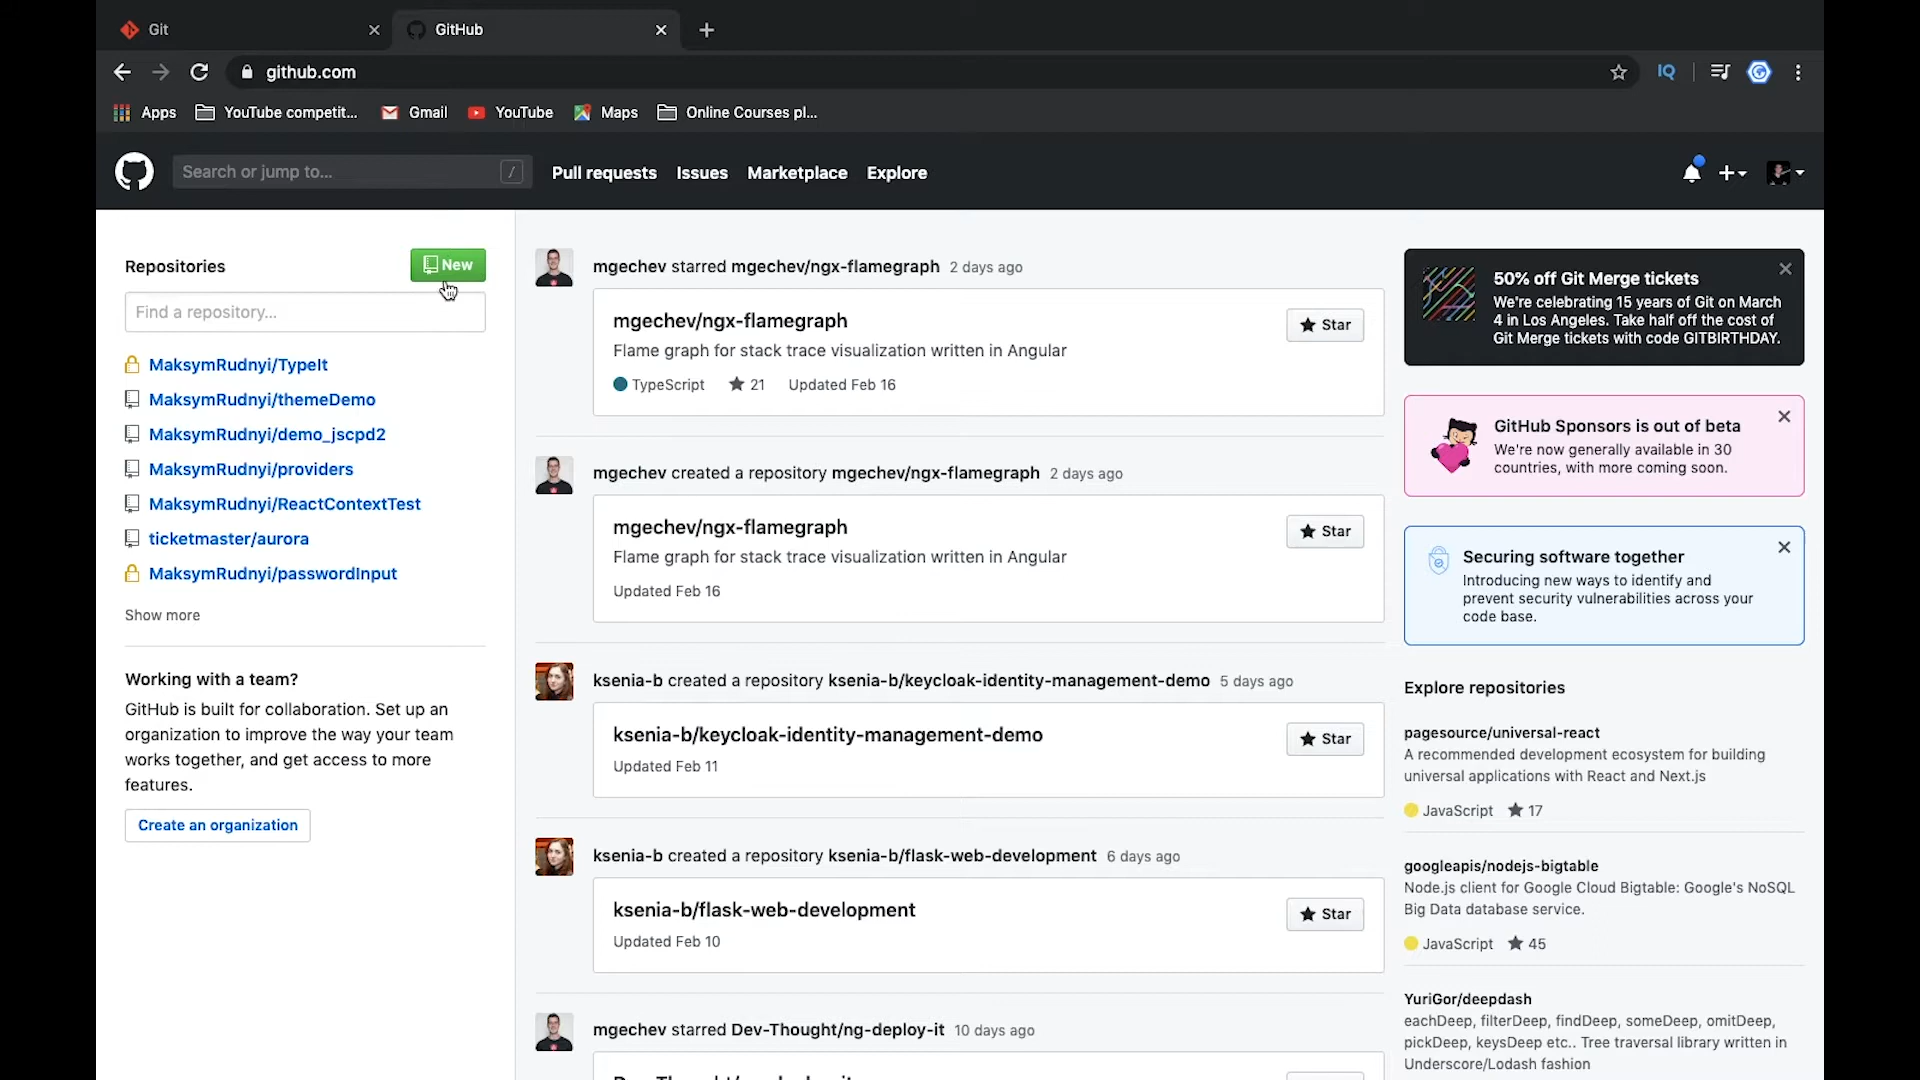 Git
GitHub
github.com
IQ
Apps
YouTube competit...
Gmail
YouTube
Maps
Online Courses pl...
Search or jump to...
/
Pull requests
Issues
Marketplace
Explore
Repositories
New
Find a repository...
MaksymRudnyi/TypeIt
MaksymRudnyi/themeDemo
MaksymRudnyi/demo_jscpd2
MaksymRudnyi/providers
MaksymRudnyi/ReactContextTest
ticketmaster/aurora
MaksymRudnyi/passwordInput
Show more
Working with a team?
GitHub is built for collaboration. Set up an
organization to improve the way your team
works together, and get access to more
features.
Create an organization
mgechev starred mgechev/ngx-flamegraph 2 days ago
mgechev/ngx-flamegraph
Star
Flame graph for stack trace visualization written in Angular
TypeScript 21 Updated Feb 16
mgechev created a repository mgechev/ngx-flamegraph 2 days ago
mgechev/ngx-flamegraph
Star
Flame graph for stack trace visualization written in Angular
Updated Feb 16
ksenia-b created a repository ksenia-b/keycloak-identity-management-demo 5 days ago
ksenia-b/keycloak-identity-management-demo
Star
Updated Feb 11
ksenia-b created a repository ksenia-b/flask-web-development 6 days ago
ksenia-b/flask-web-development
Star
Updated Feb 10
mgechev starred Dev-Thought/ng-deploy-it 10 days ago
50% off Git Merge tickets
We're celebrating 15 years of Git on March
4 in Los Angeles. Take half off the cost of
Git Merge tickets with code GITBIRTHDAY.
GitHub Sponsors is out of beta
We're now generally available in 30
countries, with more coming soon.
Securing software together
Introducing new ways to identify and
prevent security vulnerabilities across your
code base.
Explore repositories
pagesource/universal-react
A recommended development ecosystem for building
universal applications with React and Next.js
JavaScript 17
googleapis/nodejs-bigtable
Node.js client for Google Cloud Bigtable: Google's NoSQL
Big Data database service.
JavaScript 45
YuriGor/deepdash
eachDeep, filterDeep, findDeep, someDeep, omitDeep,
pickDeep, keysDeep etc.. Tree traversal library written in
Underscore/Lodash fashion